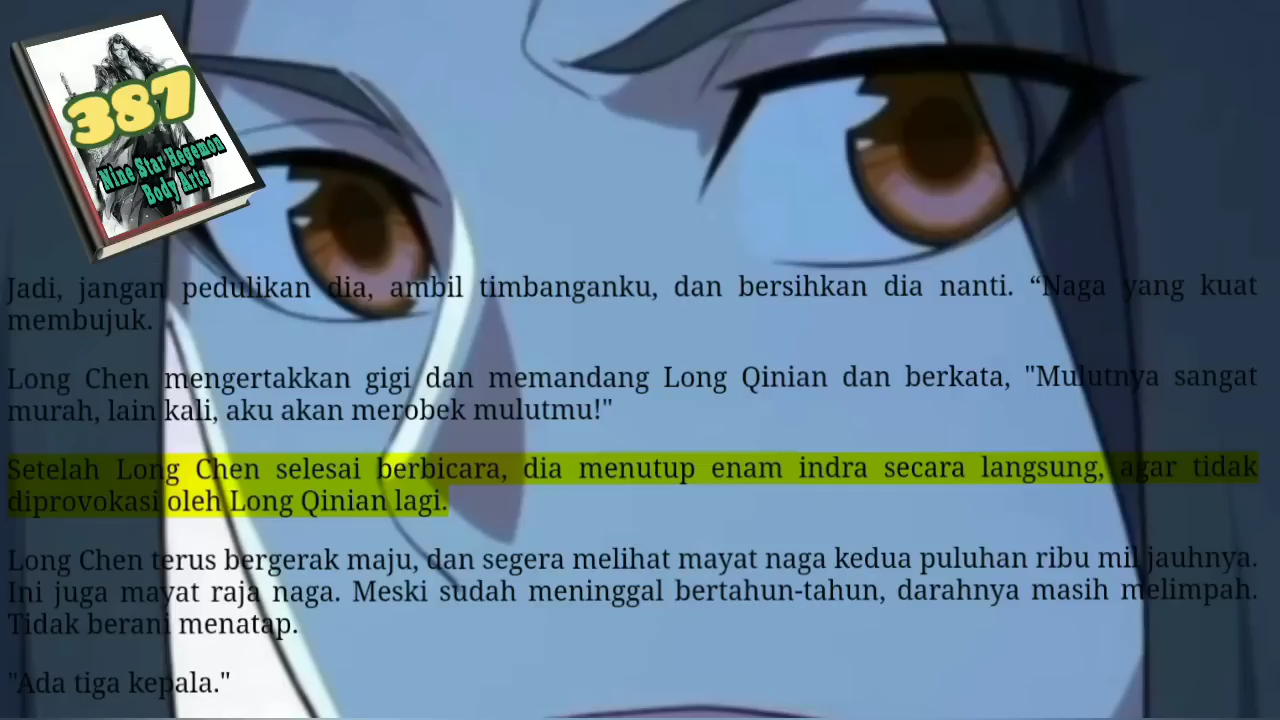 387
Nine Star Hegemon
Body Arts
Jadi, jangan pedulikan dia, ambil timbanganku, dan bersihkan dia nanti. “Naga yang kuat
membujuk.
Long Chen mengertakkan gigi dan memandang Long Qinian dan berkata, "Mulutnya sangat
murah, lain kali, aku akan merobek mulutmu!"
Setelah Long Chen selesai berbicara, dia menutup enam indra secara langsung, agar tidak
diprovokasi oleh Long Qinian lagi.
Long Chen terus bergerak maju, dan segera melihat mayat naga kedua puluhan ribu mil jauhnya.
Ini juga mayat raja naga. Meski sudah meninggal bertahun-tahun, darahnya masih melimpah.
Tidak berani menatap.
"Ada tiga kepala."